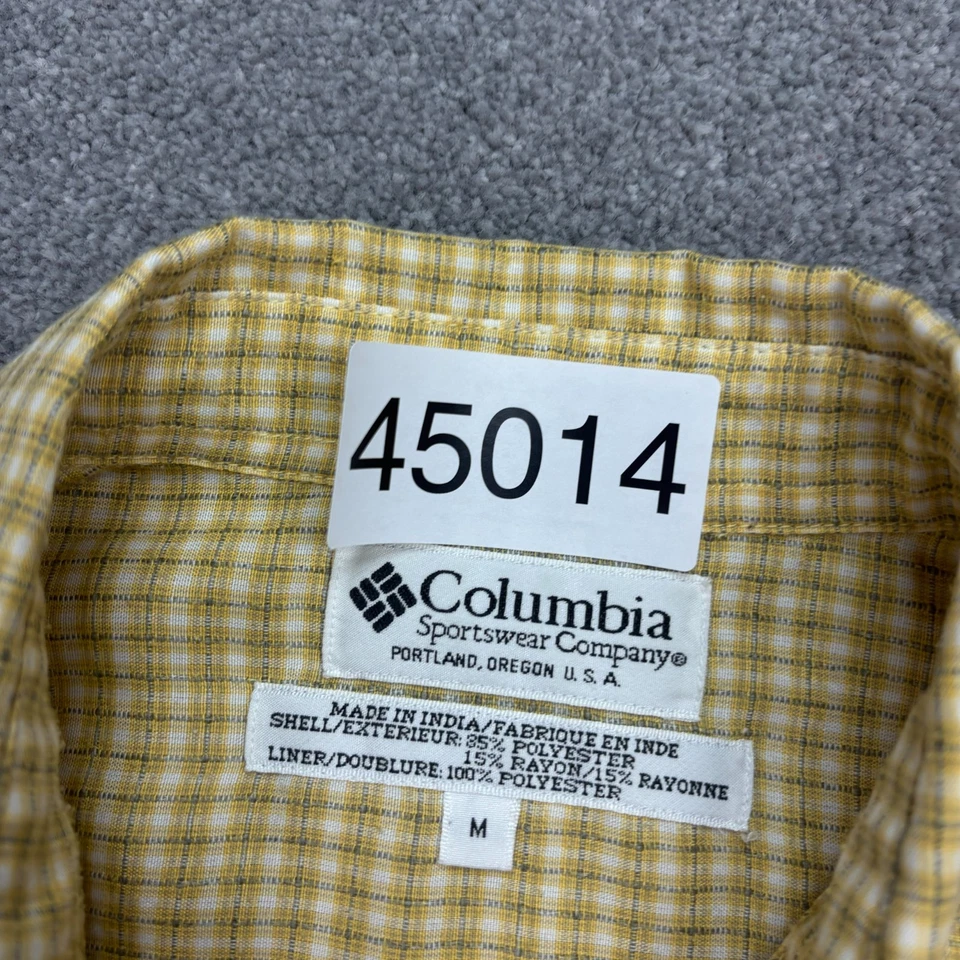 45014
Columbia
Sportswear Company®
PORTLAND, OREGON U.S.A.
MADE IN INDIA/FABRIQUE EN INDE
SHELL/EXTERIEUR: 85% POLYESTER
15% RAYON/15% RAYONNE
LINER/DOUBLURE: 100% POLYESTER
M